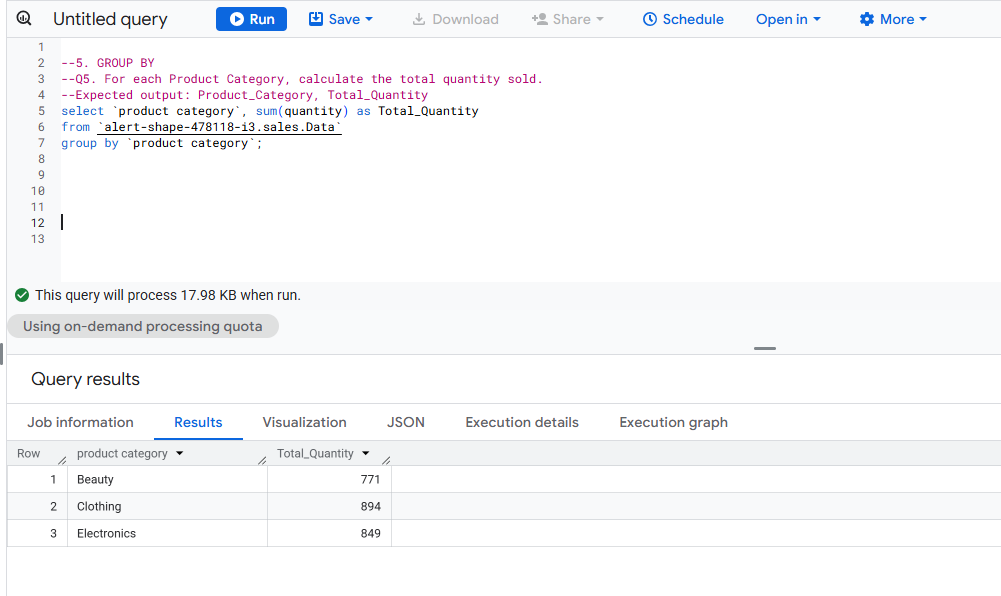 Untitled query Run Save Download Share Schedule Open in More
1
2 --5. GROUP BY
3 --Q5. For each Product Category, calculate the total quantity sold.
4 --Expected output: Product_Category, Total_Quantity
5 select `product category`, sum(quantity) as Total_Quantity
6 from `alert-shape-478118-i3.sales.Data`
7 group by `product category`;
8
9
10
11
12
13
This query will process 17.98 KB when run.
Using on-demand processing quota
Query results
Job information Results Visualization JSON Execution details Execution graph
Row product category Total_Quantity
1 Beauty 771
2 Clothing 894
3 Electronics 849